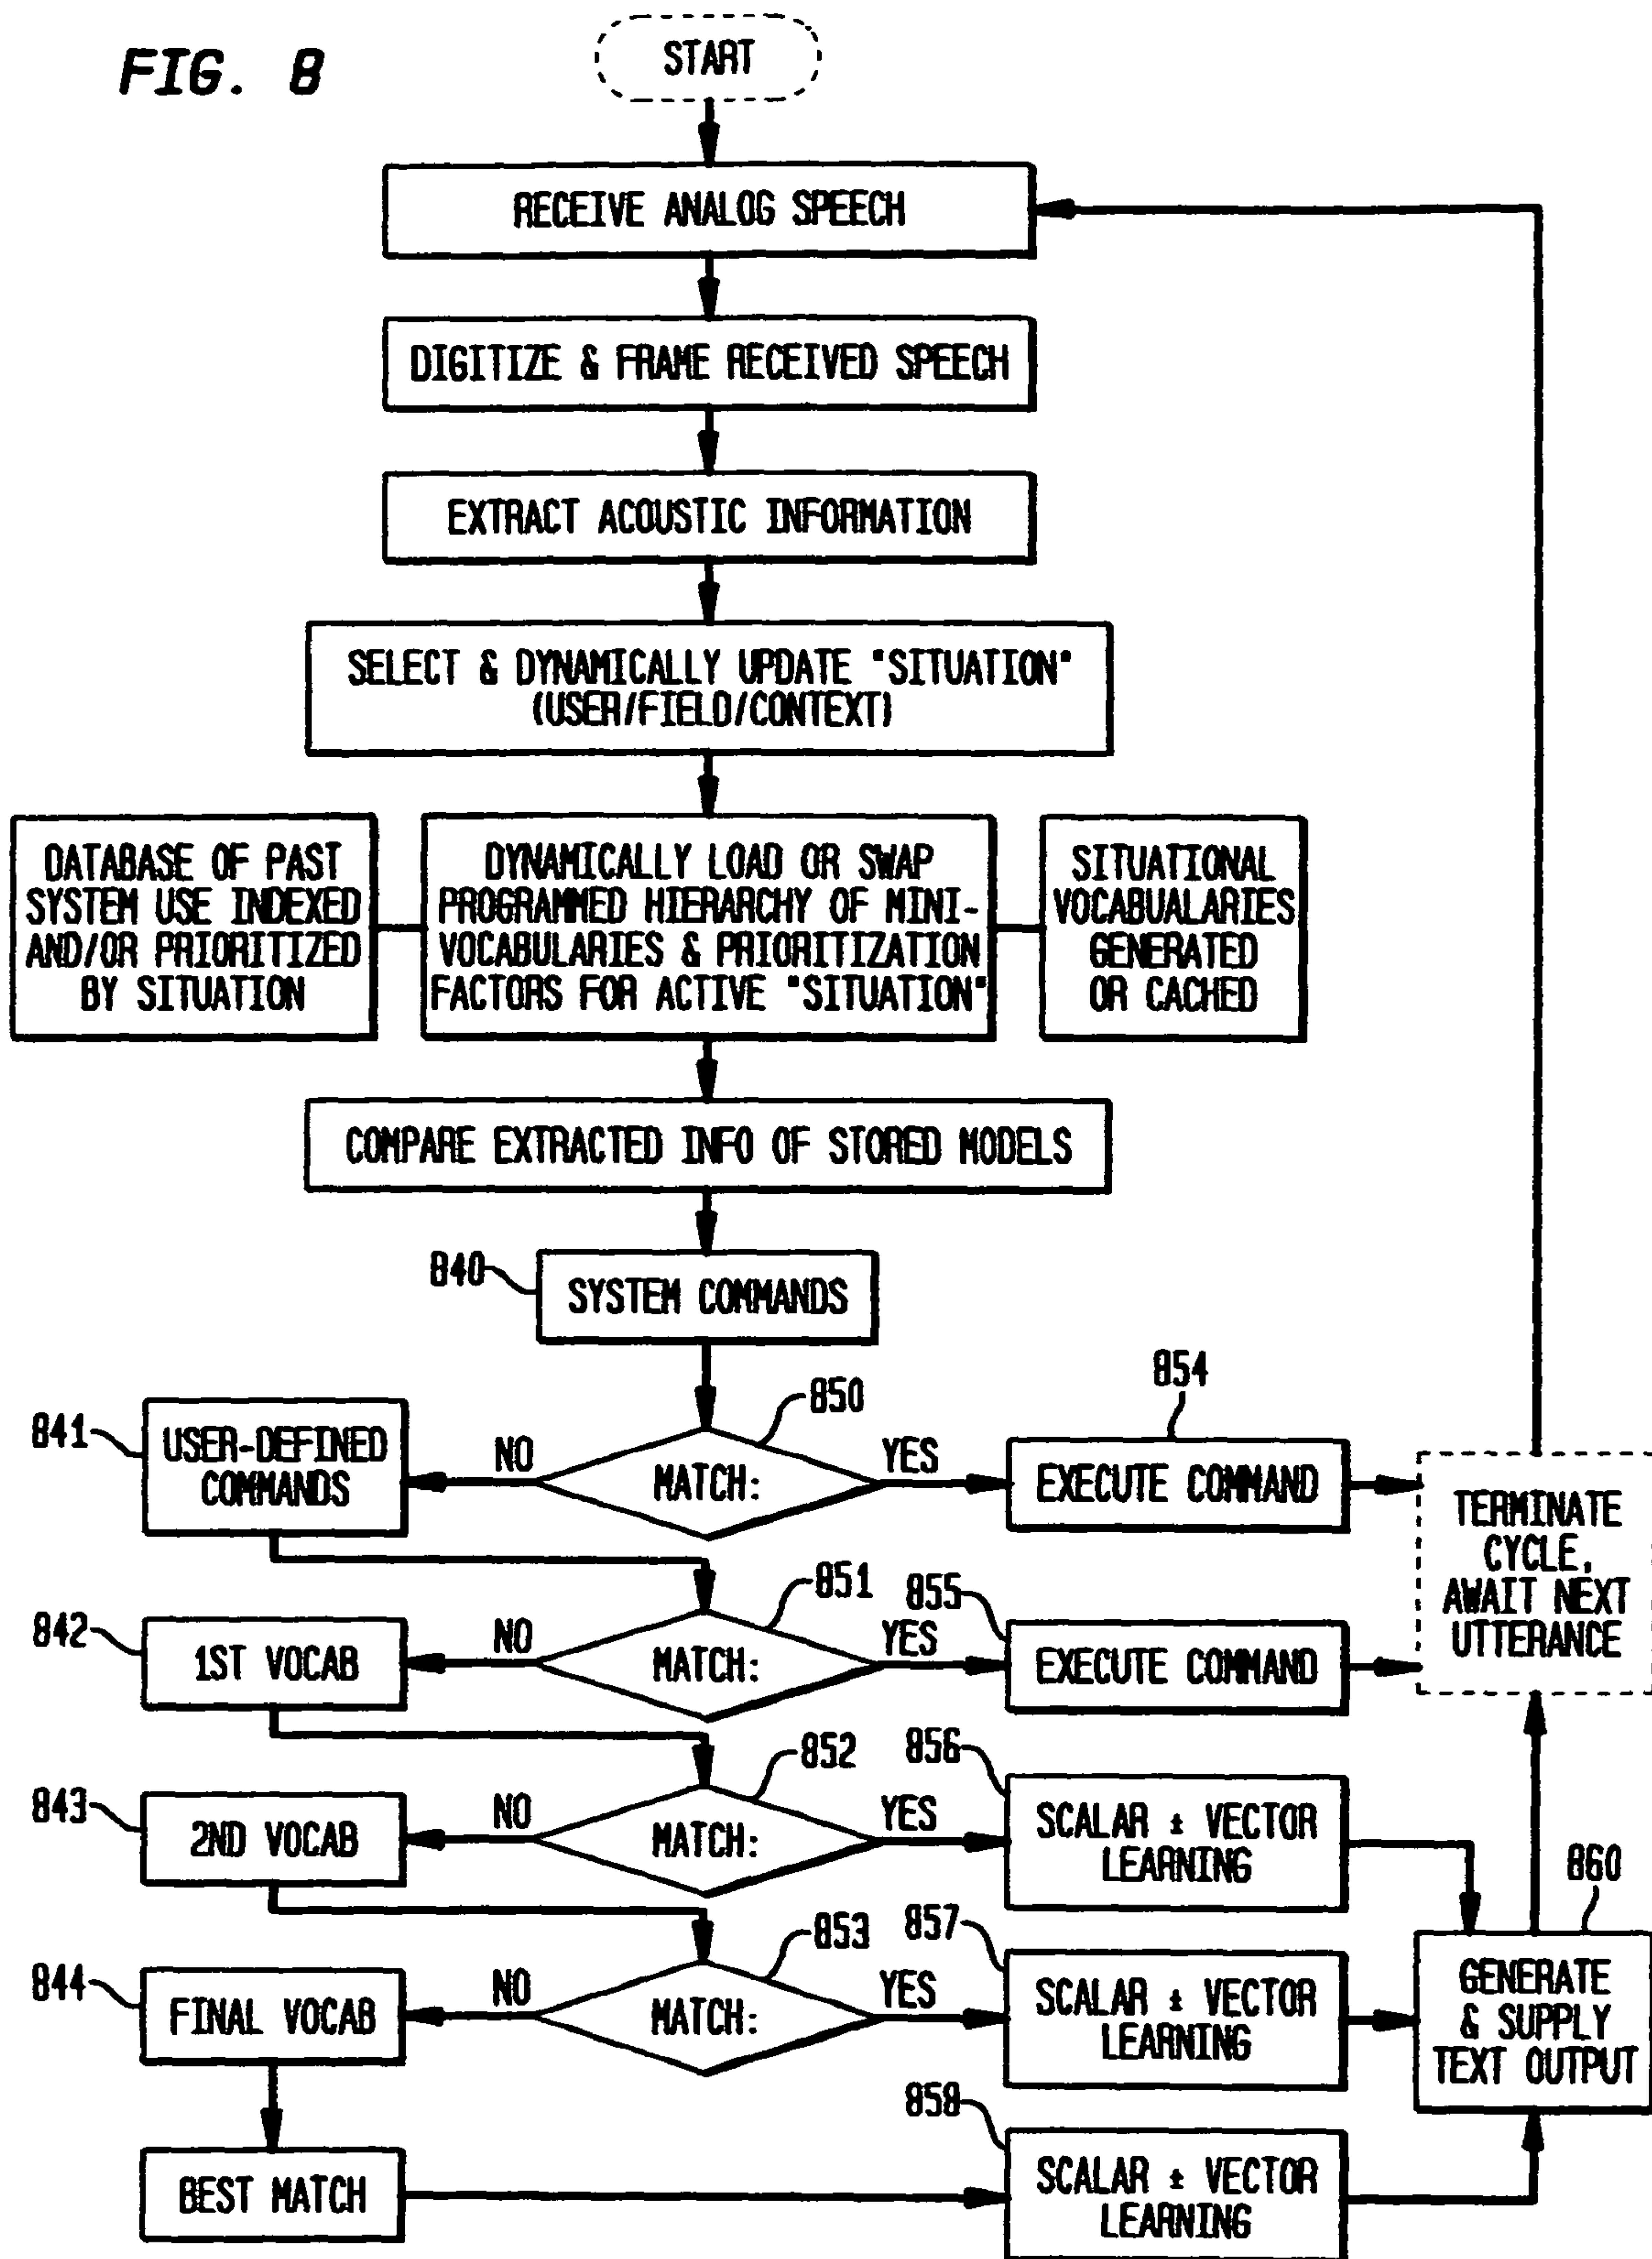 FIG. 8
START
RECEIVE ANALOG SPEECH
DIGITIZE & FRAME RECEIVED SPEECH
EXTRACT ACOUSTIC INFORMATION
SELECT & DYNAMICALLY UPDATE "SITUATION"
(USER/FIELD/CONTEXT)
DATABASE OF PAST
SYSTEM USE INDEXED
AND/OR PRIORITIZED
BY SITUATION
DYNAMICALLY LOAD OR SWAP
PROGRAMMED HIERARCHY OF MINI-
VOCABULARIES & PRIORITIZATION
FACTORS FOR ACTIVE "SITUATION"
SITUATIONAL
VOCABUALARIES
GENERATED
OR CACHED
COMPARE EXTRACTED INFO OF STORED MODELS
840
SYSTEM COMMANDS
841
USER-DEFINED
COMMANDS
NO
850
MATCH:
YES
854
EXECUTE COMMAND
TERMINATE
CYCLE,
AWAIT NEXT
UTTERANCE
842
1ST VOCAB
NO
851
MATCH:
YES
855
EXECUTE COMMAND
843
2ND VOCAB
NO
852
MATCH:
YES
856
SCALAR ± VECTOR
LEARNING
844
FINAL VOCAB
NO
853
MATCH:
YES
857
SCALAR ± VECTOR
LEARNING
860
GENERATE
& SUPPLY
TEXT OUTPUT
BEST MATCH
858
SCALAR ± VECTOR
LEARNING